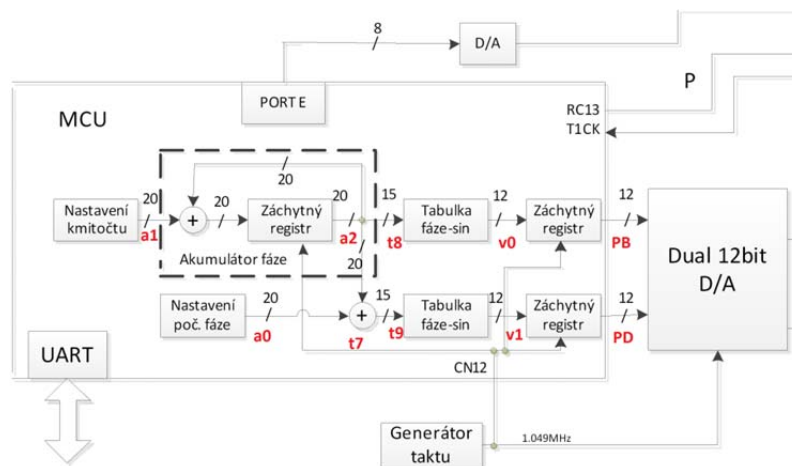 8
D/A
PORT E
MCU
RC13
P
T1CK
20
20
20
20
20
15
12
12
Nastavení
kmitočtu
+
Záchytný
registr
Tabulka
fáze-sin
Záchytný
registr
a1
a2
t8
v0
PB
Akumulátor fáze
20
Dual 12bit
D/A
20
15
12
12
Nastavení
poč. fáze
+
Tabulka
fáze-sin
Záchytný
registr
a0
t7
t9
v1
PD
UART
CN12
Generátor
taktu
1.049MHz